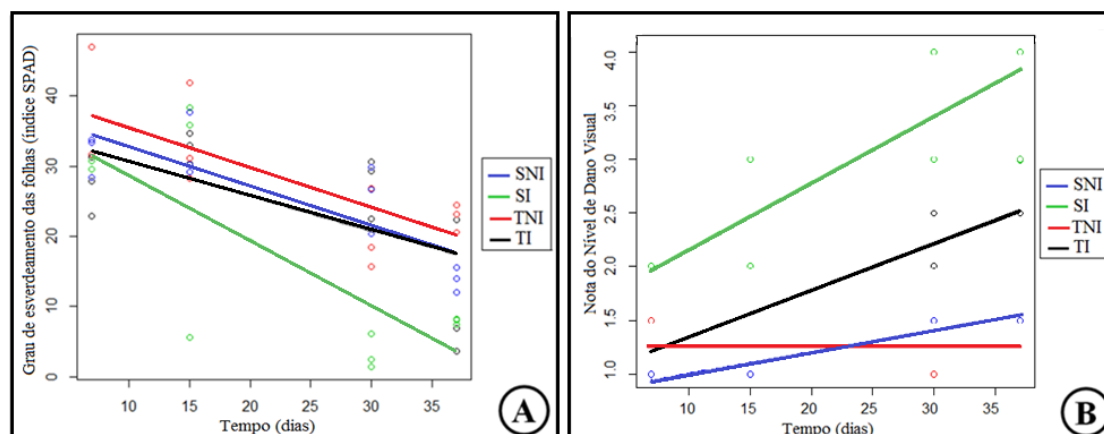 Grau de esverdeamento das folhas (índice SPAD)
40
30
20
10
0
10
15
20
25
30
35
Tempo (dias)
SNI
SI
TNI
TI
A
Nota do Nível de Dano Visual
4.0
3.5
3.0
2.5
2.0
1.5
1.0
10
15
20
25
30
35
Tempo (dias)
SNI
SI
TNI
TI
B